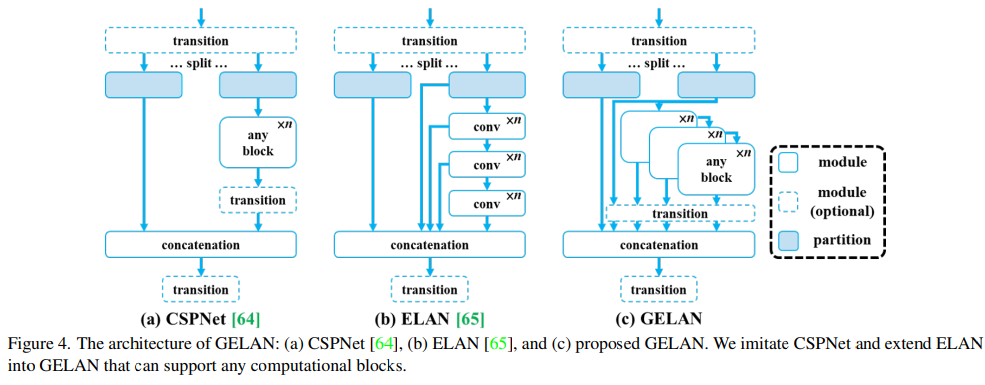 transition
... split ...
any
block
×n
transition
concatenation
transition
(a) CSPNet [64]
transition
... split ...
conv ×n
conv ×n
conv ×n
concatenation
transition
(b) ELAN [65]
transition
... split ...
×n
×n
×n
any
block
transition
concatenation
transition
(c) GELAN
module
module
(optional)
partition
Figure 4. The architecture of GELAN: (a) CSPNet [64], (b) ELAN [65], and (c) proposed GELAN. We imitate CSPNet and extend ELAN
into GELAN that can support any computational blocks.